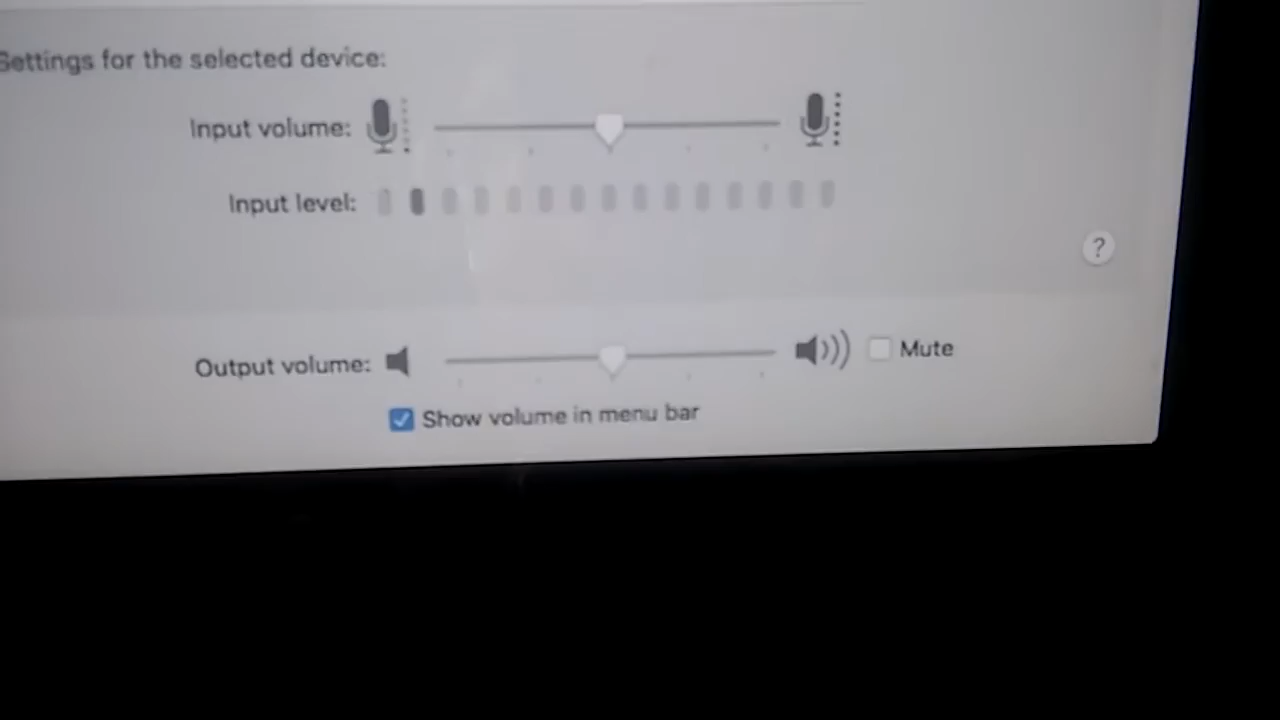 Settings for the selected device:
Input volume:
Input level:
?
Output volume: Mute
Show volume in menu bar